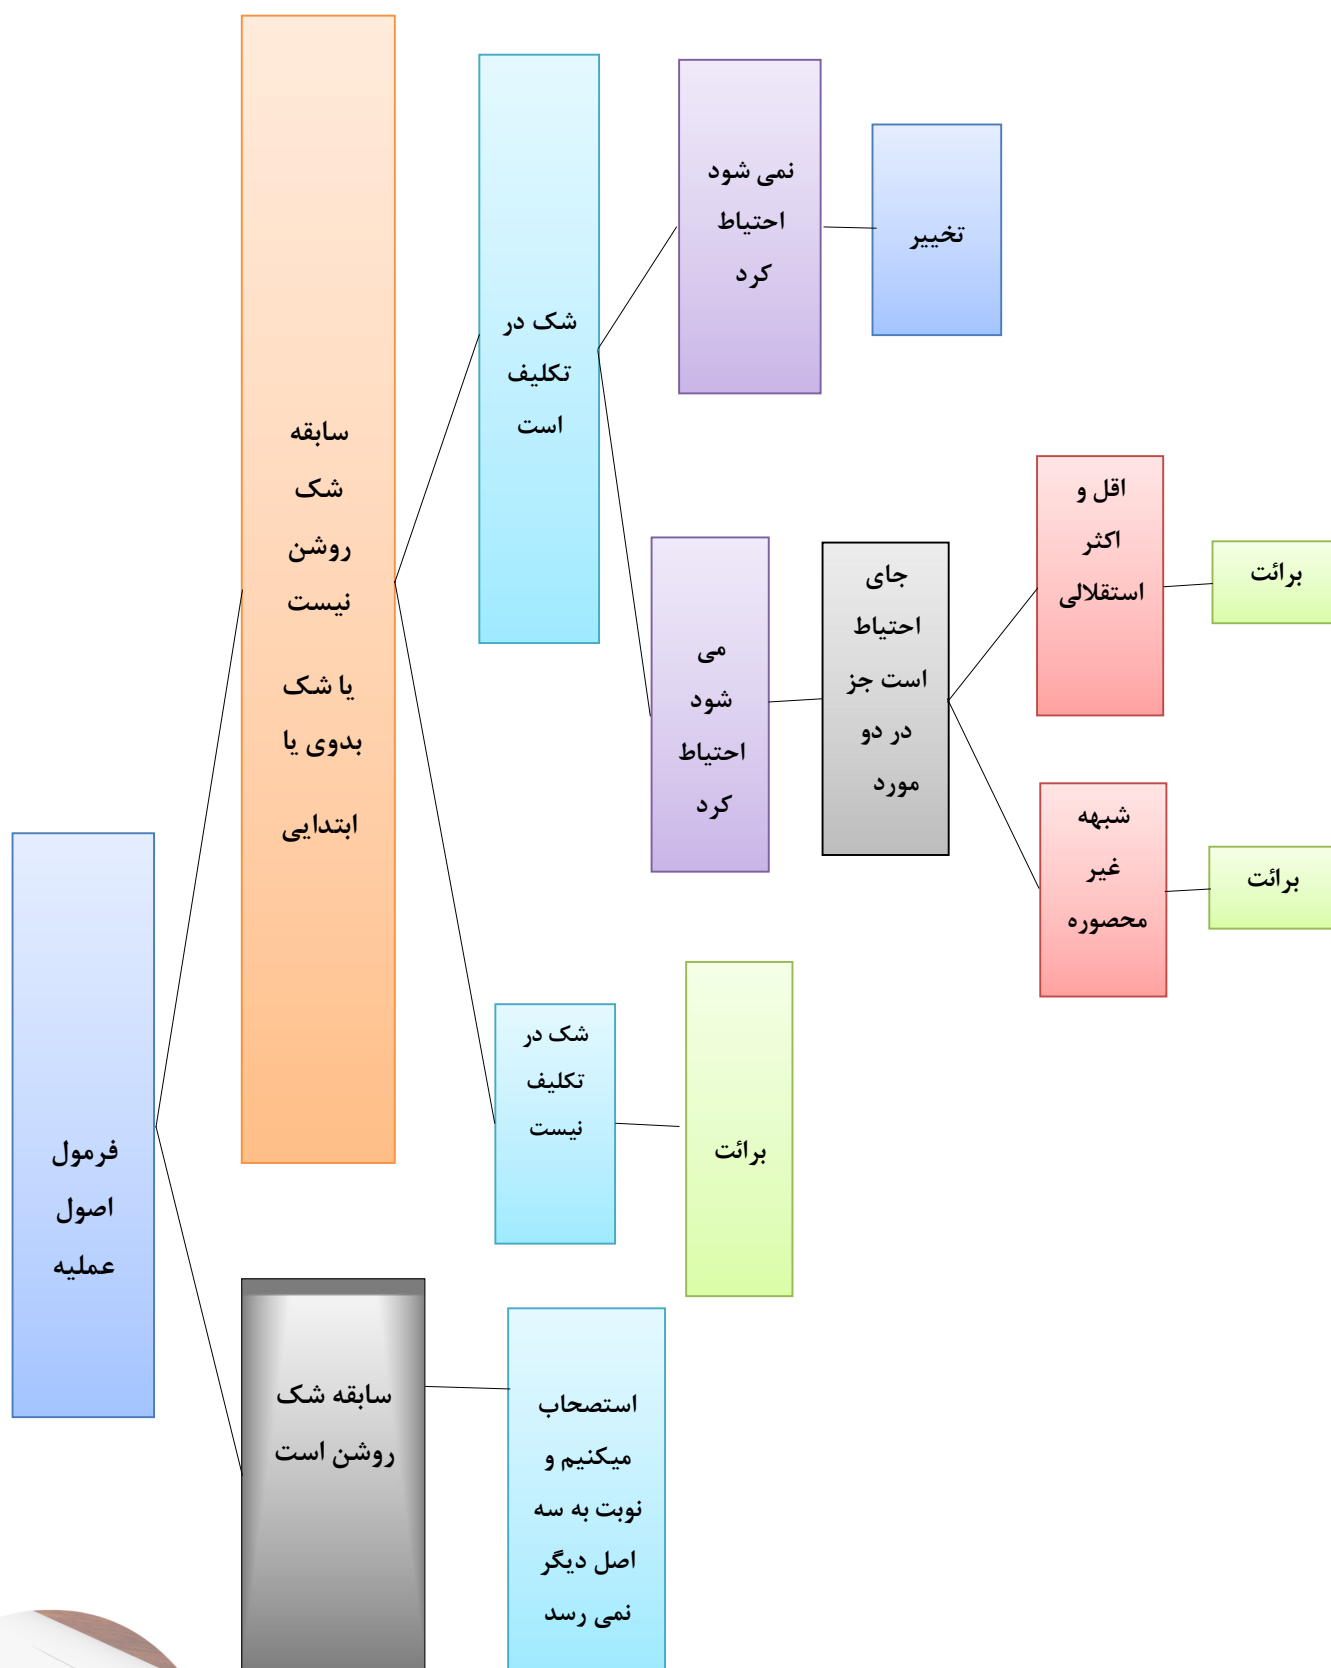 فرمول
اصول
عملیه
سابقه
شک
روشن
نیست
یا شک
بدوی یا
ابتدایی
شک در
تکلیف
است
نمی شود
احتیاط
کرد
تخییر
می
شود
احتیاط
کرد
جای
احتیاط
است جز
در دو
مورد
اقل و
اکثر
استقلالی
برائت
شبهه
غیر
محصوره
برائت
شک در
تکلیف
نیست
برائت
سابقه شک
روشن است
استصحاب
میکنیم و
نوبت به سه
اصل دیگر
نمی رسد